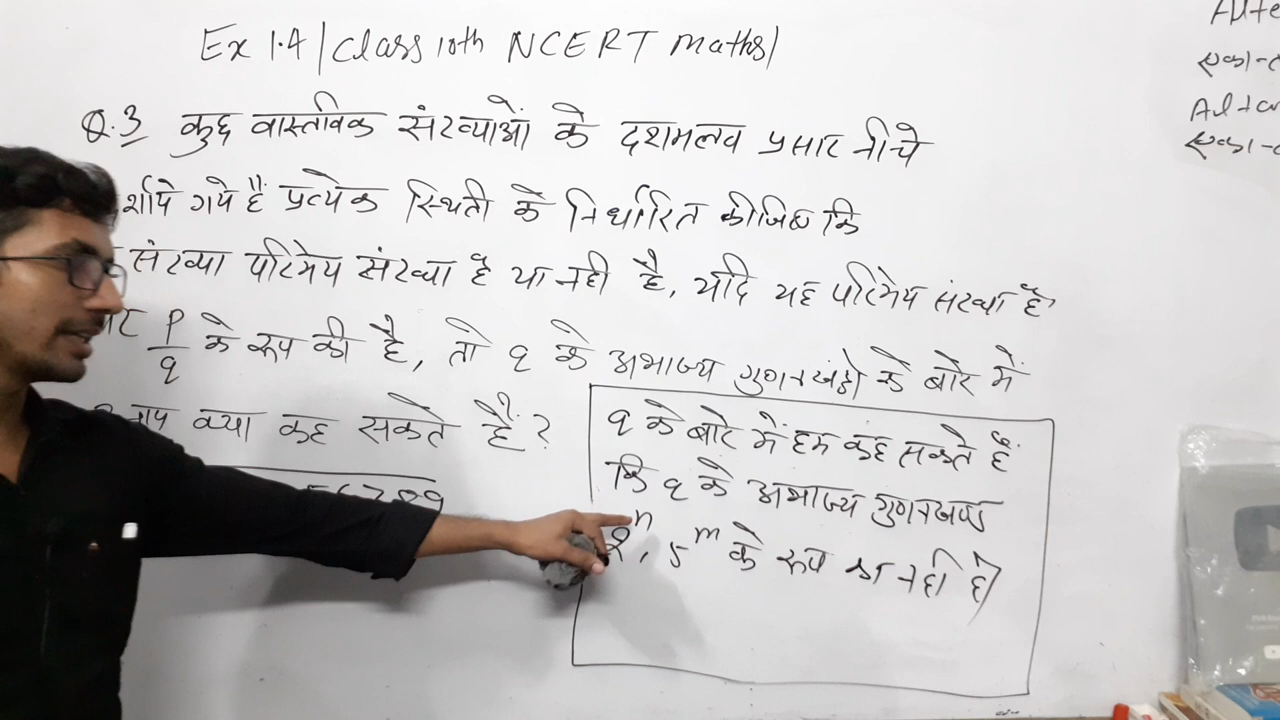 Ex 1.4 / Class 10th NCERT Maths /
Q.3 कुछ वास्तविक संख्याओं के दशमलव प्रसार नीचे
गये हैं प्रत्येक स्थिती के निर्धारित कीजिए कि
संख्या परिमेय संख्या है या नही है, यदि यह परिमेय संख्या है
p/q के रूप की है, तो q के अभाज्य गुणनखंडो के बारे में
आप क्या कह सकते हैं?
q के बारे में हम कह सकते हैं
कि q के अभाज्य गुणनखण्ड
2ⁿ, 5ᵐ के रूप का नही है